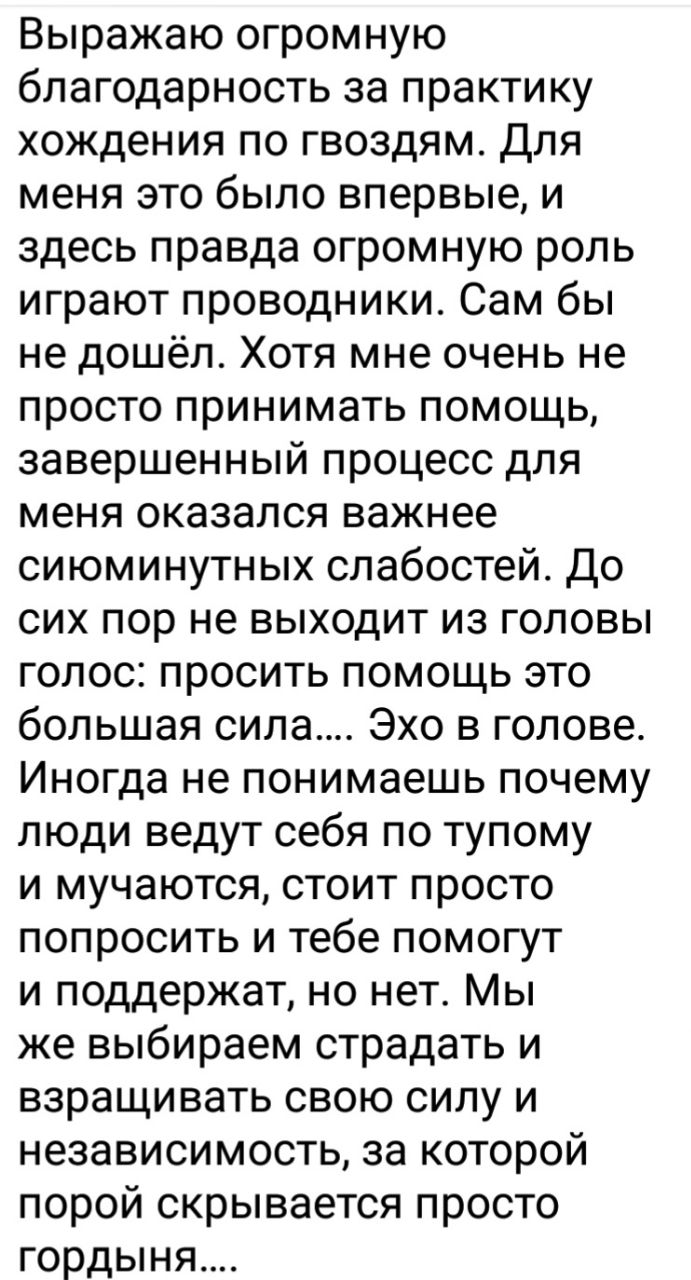 Выражаю огромную
благодарность за практику
хождения по гвоздям. Для
меня это было впервые, и
здесь правда огромную роль
играют проводники. Сам бы
не дошёл. Хотя мне очень не
просто принимать помощь,
завершенный процесс для
меня оказался важнее
сиюминутных слабостей. До
сих пор не выходит из головы
голос: просить помощь это
большая сила.... Эхо в голове.
Иногда не понимаешь почему
люди ведут себя по тупому
и мучаются, стоит просто
попросить и тебе помогут
и поддержат, но нет. Мы
же выбираем страдать и
взращивать свою силу и
независимость, за которой
порой скрывается просто
гордыня....